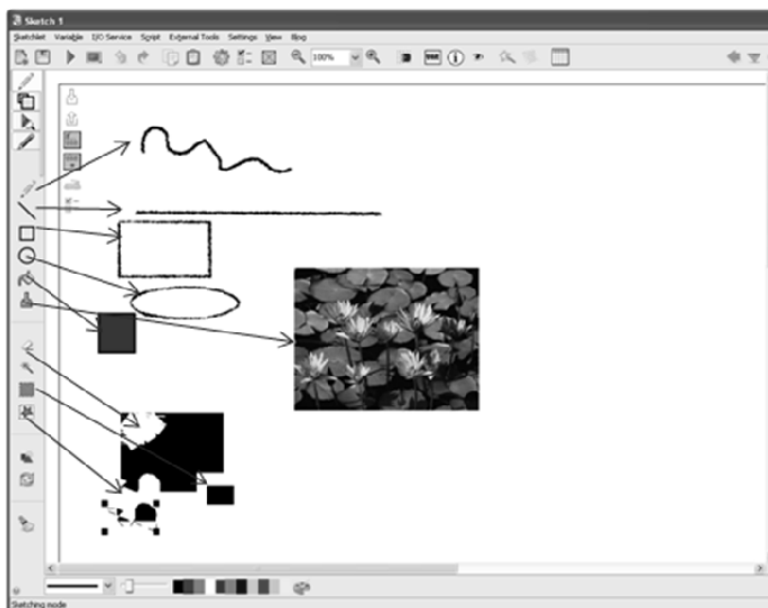 Sketch 1
Sketchlet Variable I/O Service Script External Tools Settings View Blog
100%
Sketching mode